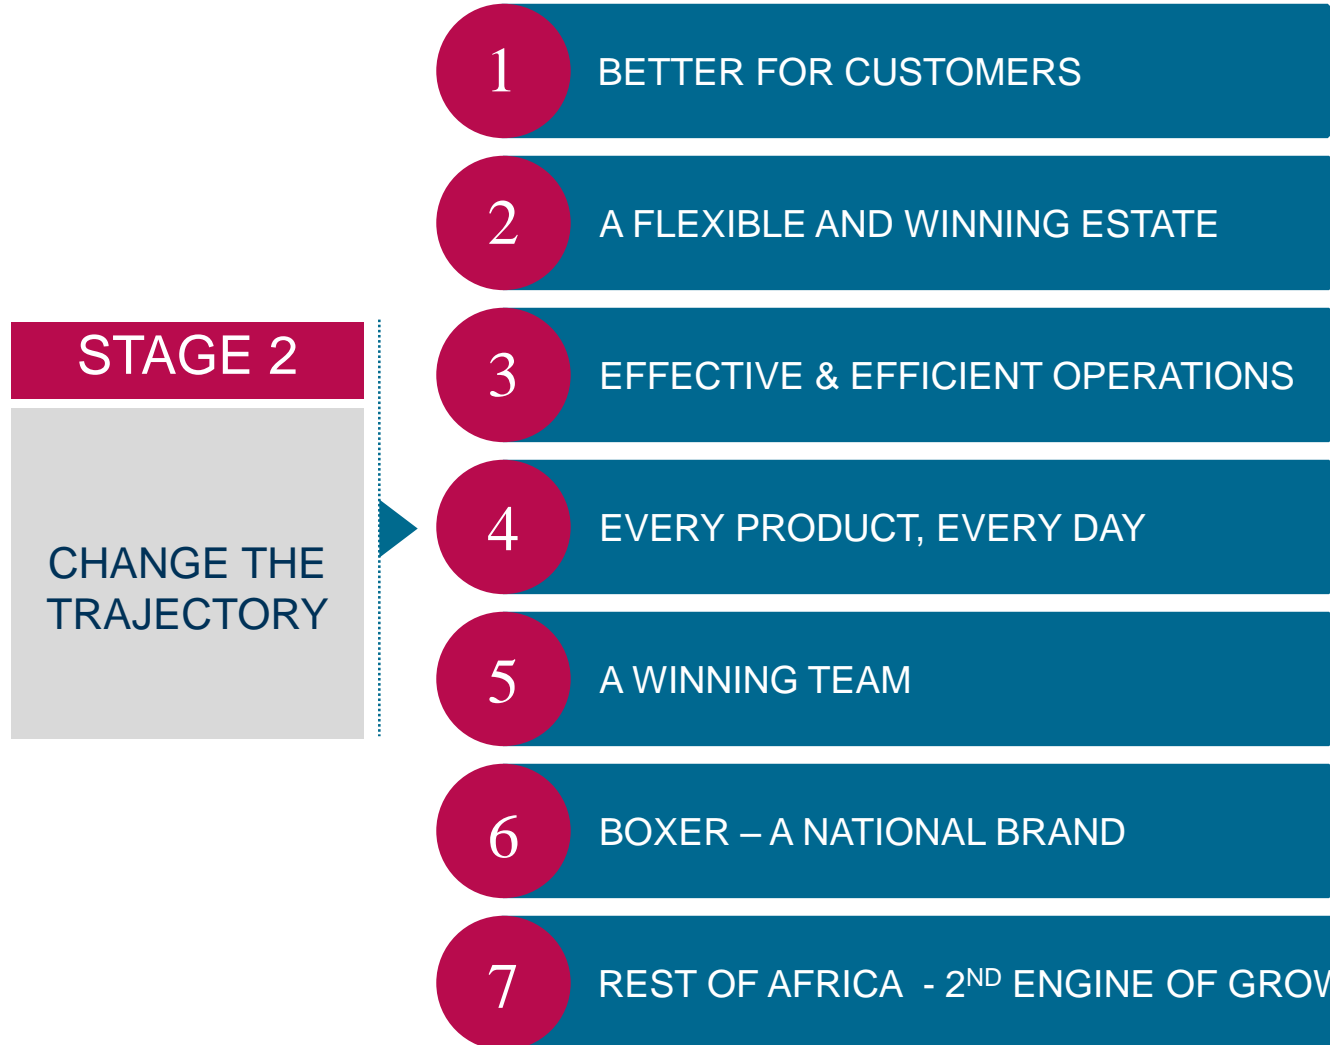 STAGE 2
CHANGE THE
TRAJECTORY
1 BETTER FOR CUSTOMERS
2 A FLEXIBLE AND WINNING ESTATE
3 EFFECTIVE & EFFICIENT OPERATIONS
4 EVERY PRODUCT, EVERY DAY
5 A WINNING TEAM
6 BOXER – A NATIONAL BRAND
7 REST OF AFRICA - 2ND ENGINE OF